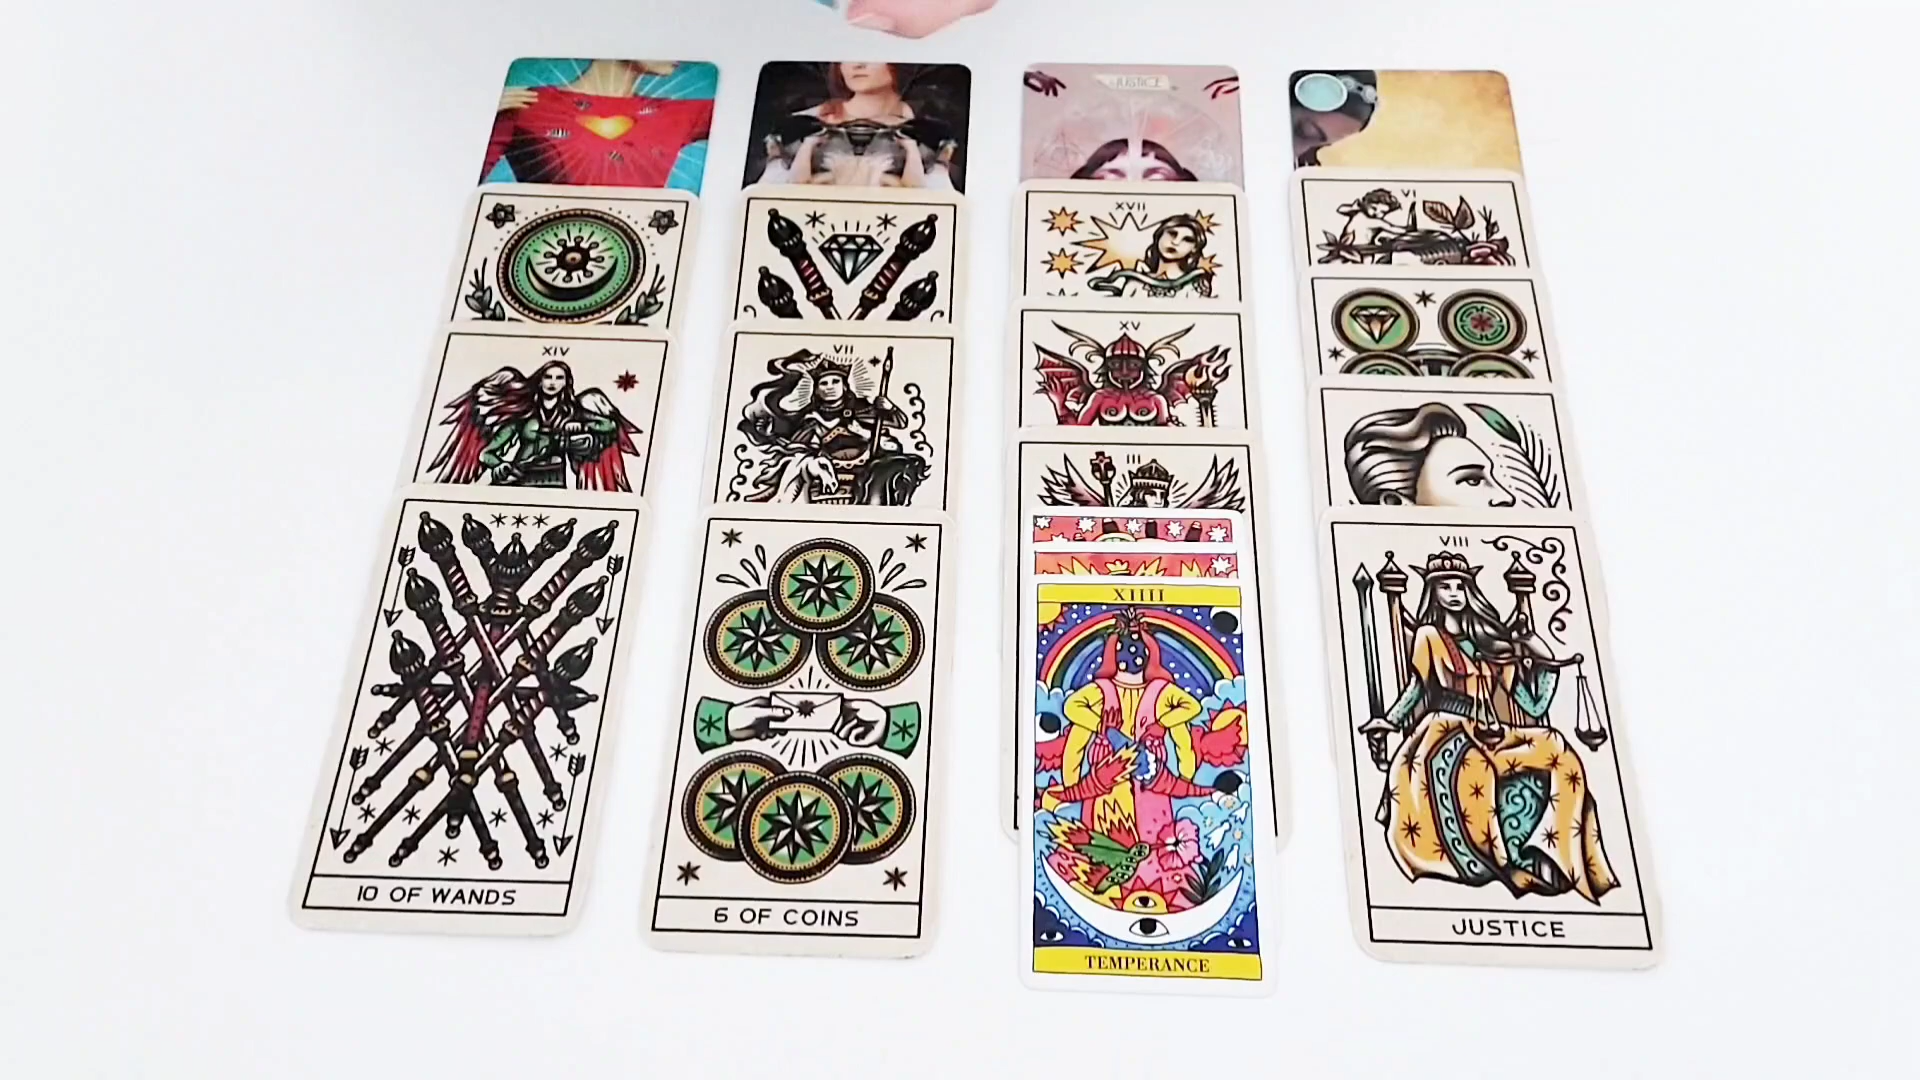 JUSTICE
XVII
VI
XIV
VII
XV
III
10 OF WANDS
6 OF COINS
XIIII
TEMPERANCE
VIII
JUSTICE